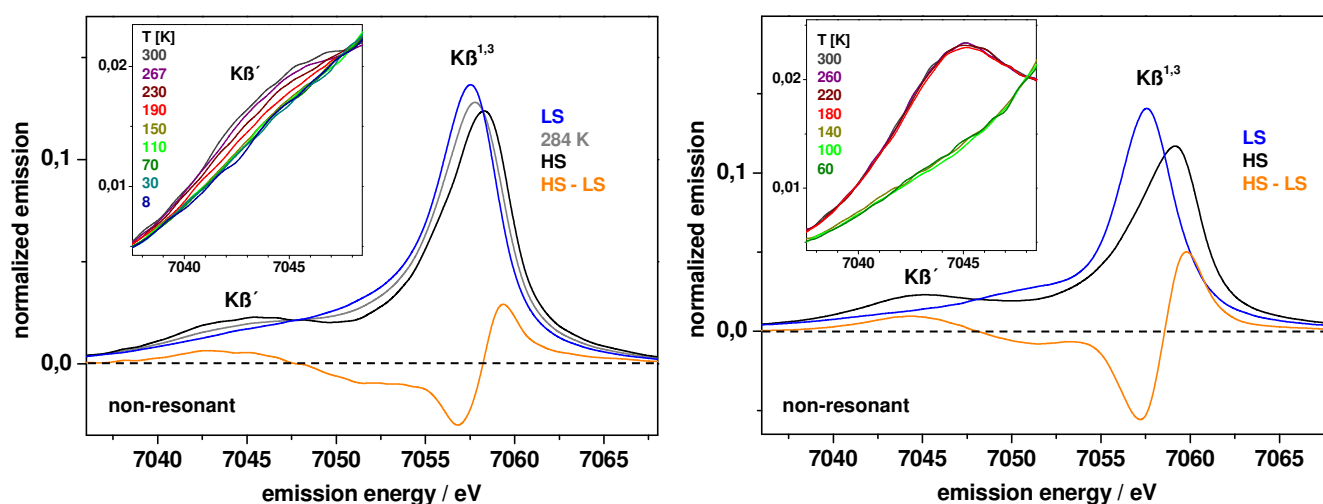 T [K]
300
267
230
190
150
110
70
30
8
0,02
0,01
7040
7045
Kß´
Kß1,3
LS
284 K
HS
HS - LS
Kß´
0,1
0,0
normalized emission
non-resonant
7040
7045
7050
7055
7060
7065
emission energy / eV
T [K]
300
260
220
180
140
100
60
0,02
0,01
7040
7045
Kß1,3
LS
HS
HS - LS
Kß´
0,1
0,0
normalized emission
non-resonant
7040
7045
7050
7055
7060
7065
emission energy / eV